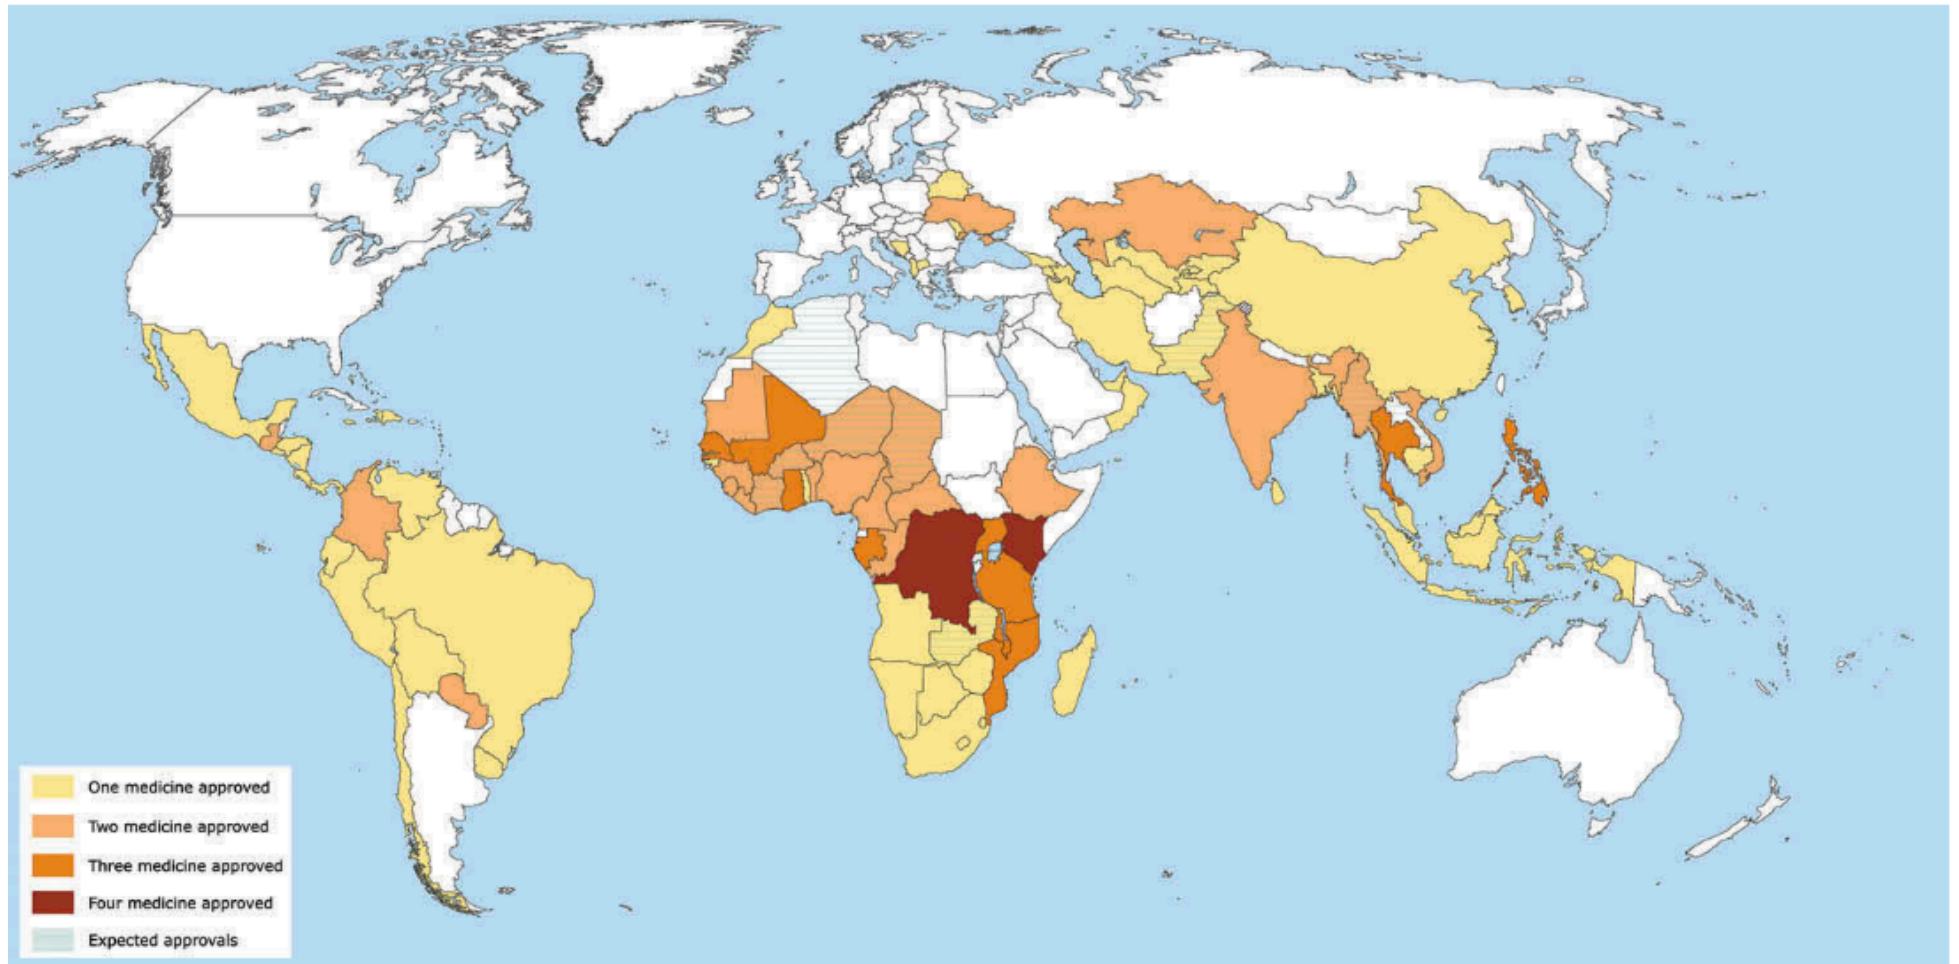 One medicine approved
Two medicine approved
Three medicine approved
Four medicine approved
Expected approvals